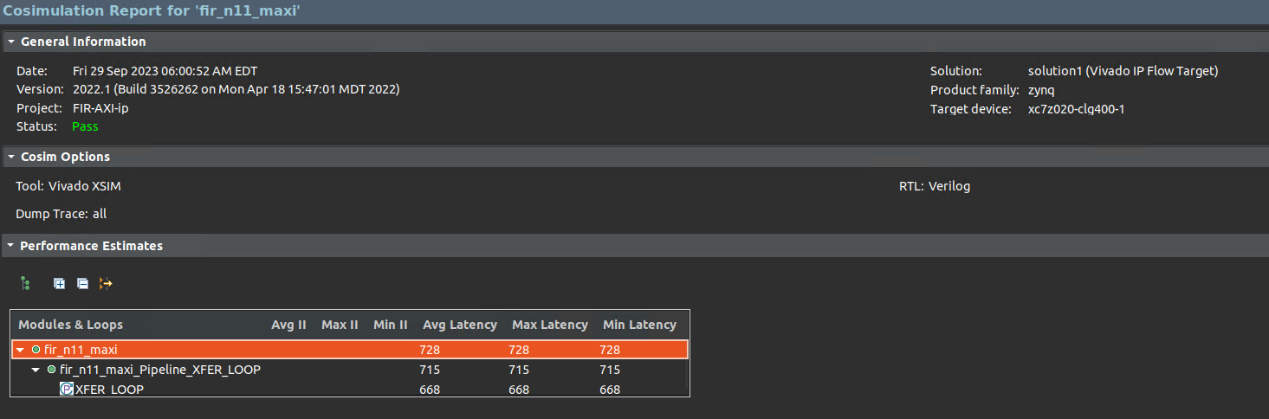 Cosimulation Report for 'fir_n11_maxi'
General Information
Date: Fri 29 Sep 2023 06:00:52 AM EDT
Version: 2022.1 (Build 3526262 on Mon Apr 18 15:47:01 MDT 2022)
Project: FIR-AXI-ip
Status: Pass
Solution: solution1 (Vivado IP Flow Target)
Product family: zynq
Target device: xc7z020-clg400-1
Cosim Options
Tool: Vivado XSIM
RTL: Verilog
Dump Trace: all
Performance Estimates
Modules & Loops Avg II Max II Min II Avg Latency Max Latency Min Latency
fir_n11_maxi 728 728 728
fir_n11_maxi_Pipeline_XFER_LOOP 715 715 715
XFER_LOOP 668 668 668